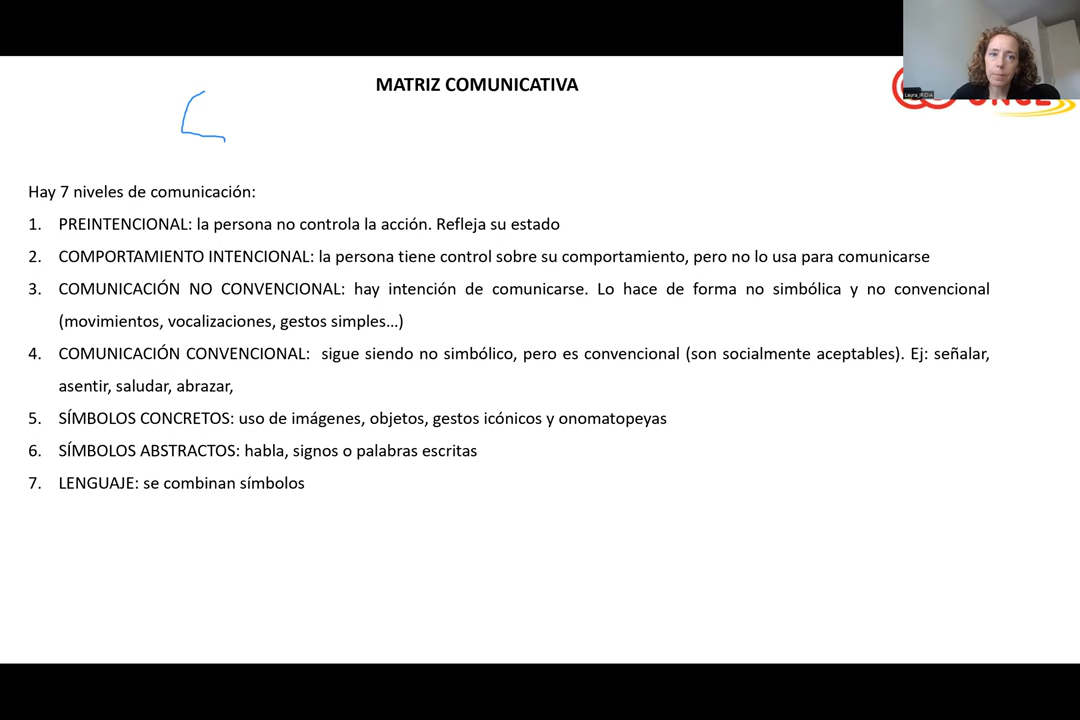 MATRIZ COMUNICATIVA
Laura_IRIDIA
Hay 7 niveles de comunicación:
1. PREINTENCIONAL: la persona no controla la acción. Refleja su estado
2. COMPORTAMIENTO INTENCIONAL: la persona tiene control sobre su comportamiento, pero no lo usa para comunicarse
3. COMUNICACIÓN NO CONVENCIONAL: hay intención de comunicarse. Lo hace de forma no simbólica y no convencional
(movimientos, vocalizaciones, gestos simples…)
4. COMUNICACIÓN CONVENCIONAL: sigue siendo no simbólico, pero es convencional (son socialmente aceptables). Ej: señalar,
asentir, saludar, abrazar,
5. SÍMBOLOS CONCRETOS: uso de imágenes, objetos, gestos icónicos y onomatopeyas
6. SÍMBOLOS ABSTRACTOS: habla, signos o palabras escritas
7. LENGUAJE: se combinan símbolos